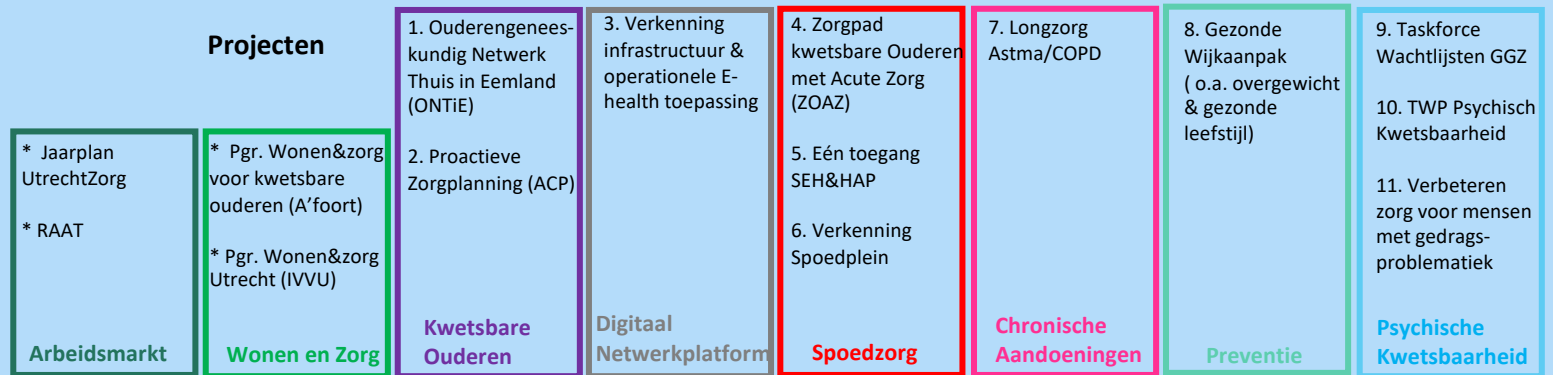 Projecten
* Jaarplan
UtrechtZorg
* RAAT
Arbeidsmarkt
* Pgr. Wonen&zorg
voor kwetsbare
ouderen (A’foort)
* Pgr. Wonen&zorg
Utrecht (IVVU)
Wonen en Zorg
1. Ouderengenees-
kundig Netwerk
Thuis in Eemland
(ONTiE)
2. Proactieve
Zorgplanning (ACP)
Kwetsbare
Ouderen
3. Verkenning
infrastructuur &
operationele E-
health toepassing
Digitaal
Netwerkplatform
4. Zorgpad
kwetsbare Ouderen
met Acute Zorg
(ZOAZ)
5. Eén toegang
SEH&HAP
6. Verkenning
Spoedplein
Spoedzorg
7. Longzorg
Astma/COPD
Chronische
Aandoeningen
8. Gezonde
Wijkaanpak
( o.a. overgewicht
& gezonde
leefstijl)
Preventie
9. Taskforce
Wachtlijsten GGZ
10. TWP Psychisch
Kwetsbaarheid
11. Verbeteren
zorg voor mensen
met gedrags-
problematiek
Psychische
Kwetsbaarheid